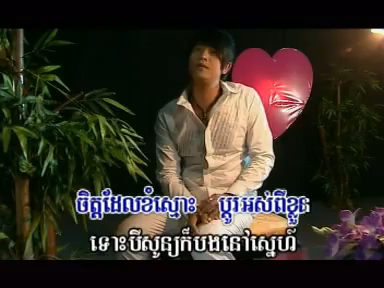 ចិត្តដែលខំស្មោះ ប្ដូរអស់ពីខ្លួន
ទោះបីសូន្យក៏បងនៅស្នេហ៍